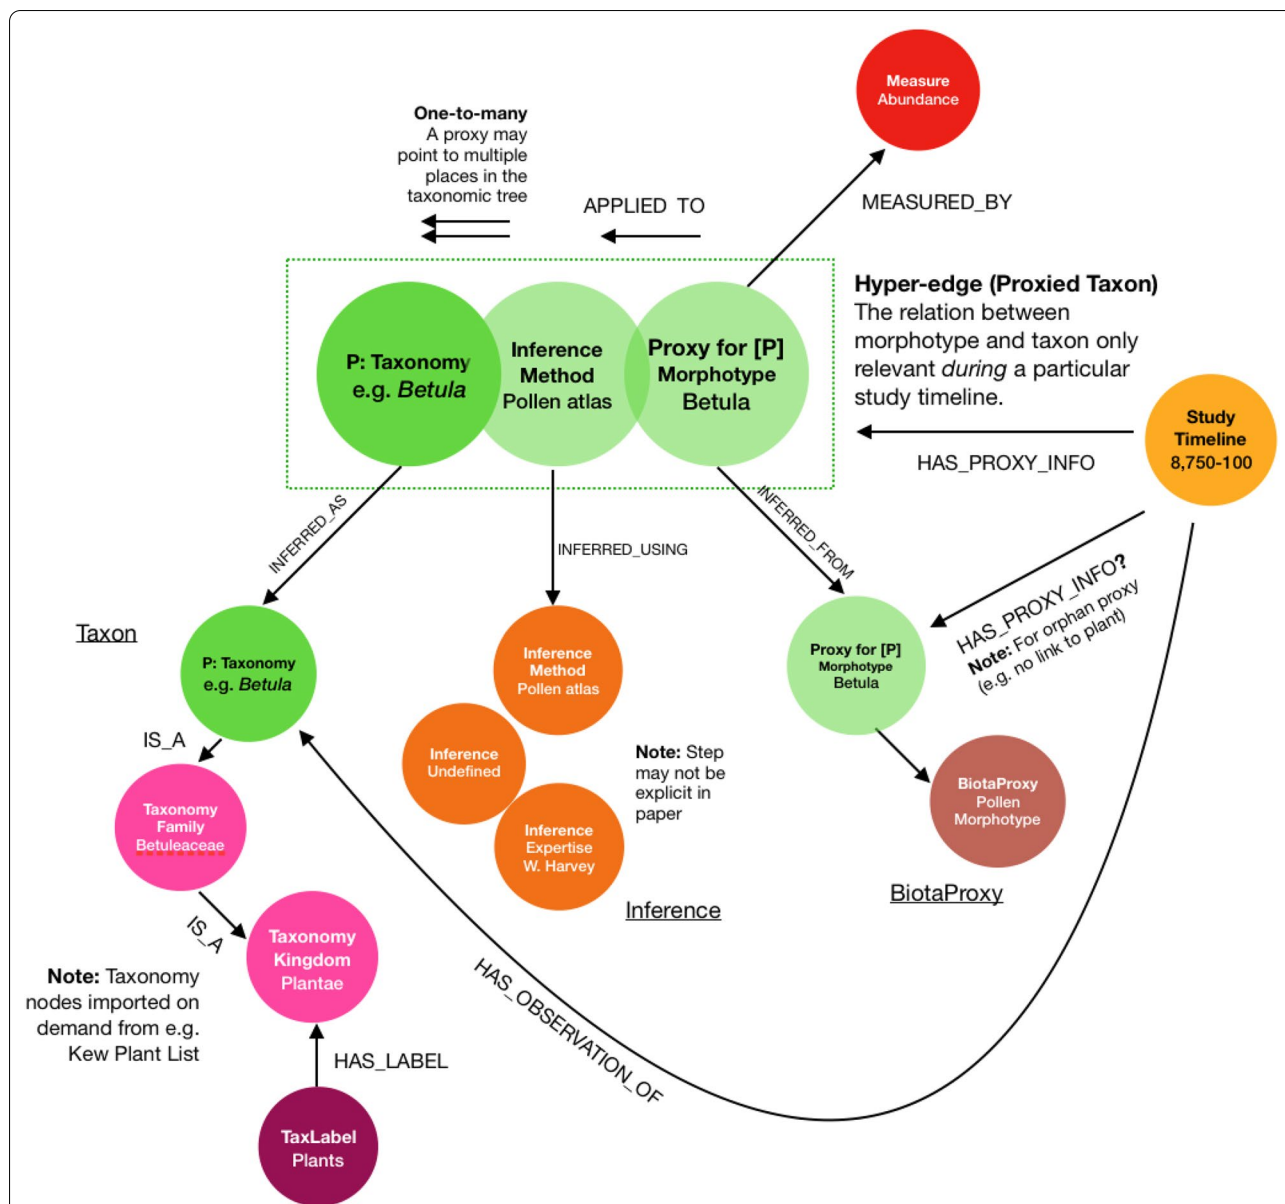 Measure
Abundance
One-to-many
A proxy may
point to multiple
places in the
taxonomic tree
APPLIED TO
MEASURED_BY
Hyper-edge (Proxied Taxon)
The relation between
morphotype and taxon only
relevant during a particular
study timeline.
P: Taxonomy
e.g. Betula
Inference
Method
Pollen atlas
Proxy for [P]
Morphotype
Betula
Study
Timeline
8,750-100
HAS_PROXY_INFO
INFERRED_AS
INFERRED_USING
INFERRED_FROM
HAS_PROXY_INFO?
Note: For orphan proxy
(e.g. no link to plant)
Taxon
P: Taxonomy
e.g. Betula
Inference
Method
Pollen atlas
Proxy for [P]
Morphotype
Betula
IS_A
Inference
Undefined
Note: Step
may not be
explicit in
paper
BiotaProxy
Pollen
Morphotype
Taxonomy
Family
Betuleaceae
Inference
Expertise
W. Harvey
Inference
BiotaProxy
IS_A
Taxonomy
Kingdom
Plantae
Note: Taxonomy
nodes imported on
demand from e.g.
Kew Plant List
HAS_OBSERVATION_OF
HAS_LABEL
TaxLabel
Plants